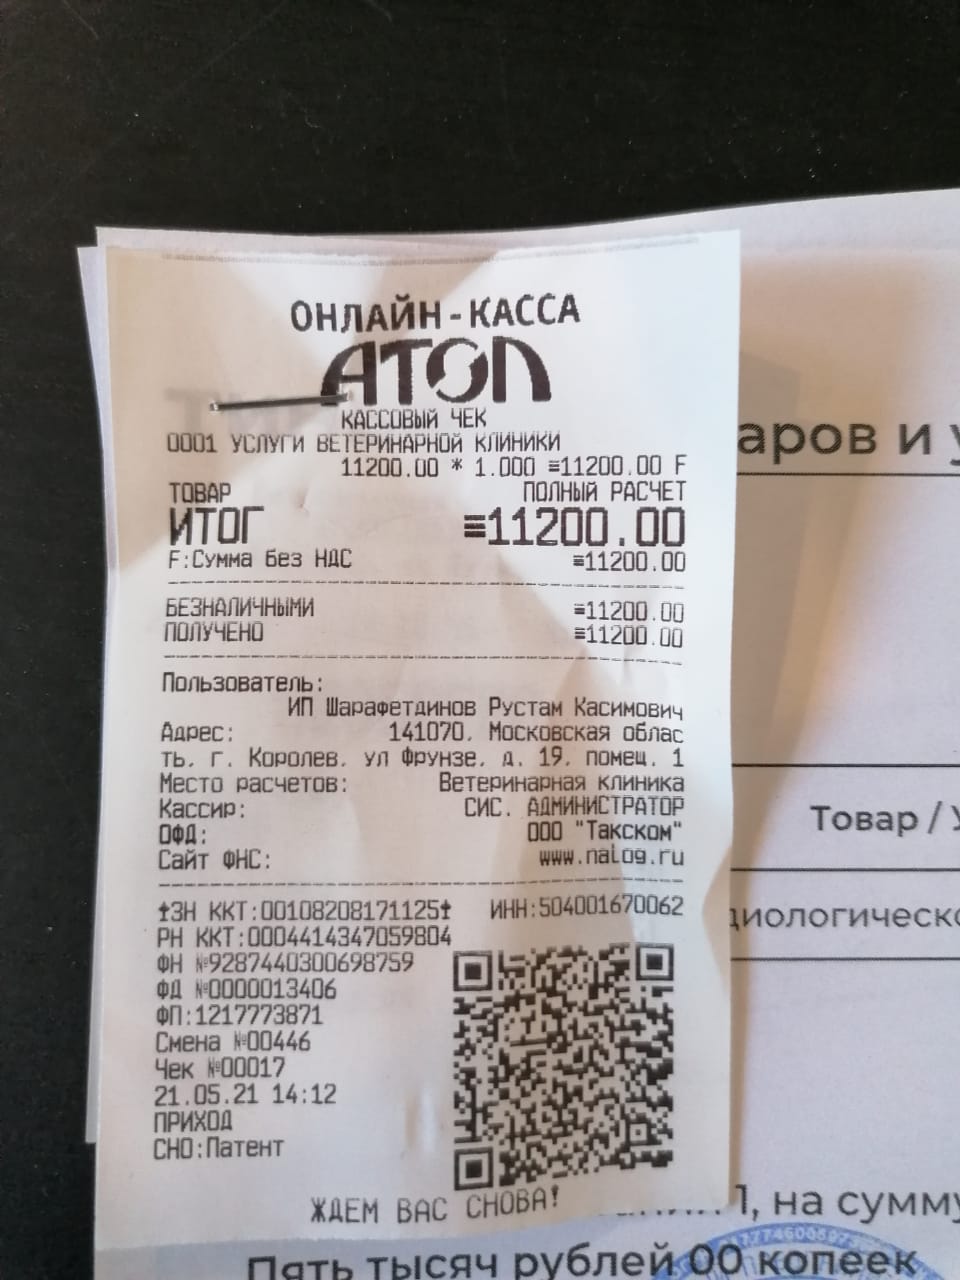 ОНЛАЙН-КАССА
АТОЛ
КАССОВЫЙ ЧЕК
0001 УСЛУГИ ВЕТЕРИНАРНОЙ КЛИНИКИ
11200.00 * 1.000 ≡11200.00 F
ТОВАР ПОЛНЫЙ РАСЧЕТ
ИТОГ ≡11200.00
F:Сумма без НДС ≡11200.00
БЕЗНАЛИЧНЫМИ ≡11200.00
ПОЛУЧЕНО ≡11200.00
Пользователь:
ИП Шарафетдинов Рустам Касимович
Адрес: 141070, Московская облас
ть, г. Королев, ул Фрунзе, д. 19, помещ. 1
Место расчетов: Ветеринарная клиника
Кассир: СИС. АДМИНИСТРАТОР
ОФД: ООО "Такском"
Сайт ФНС: www.nalog.ru
ЗН ККТ:00108208171125 ИНН:504001670062
РН ККТ:0004414347059804
ФН №9287440300698759
ФД №0000013406
ФП:1217773871
Смена №00446
Чек №00017
21.05.21 14:12
ПРИХОД
СНО:Патент
ЖДЕМ ВАС СНОВА!
аров и у
Товар / У
диологическо
1, на сумму
Пять тысяч рублей 00 копеек